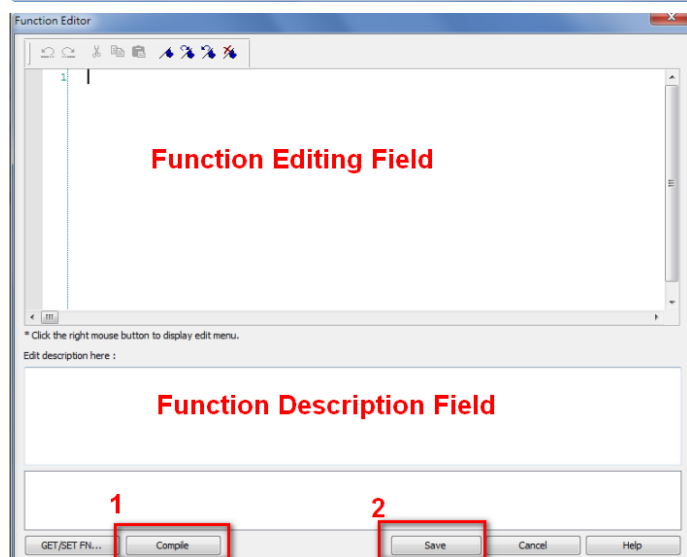 Function Editor
1
Function Editing Field
* Click the right mouse button to display edit menu.
Edit description here :
Function Description Field
1
2
GET/SET FN...
Compile
Save
Cancel
Help